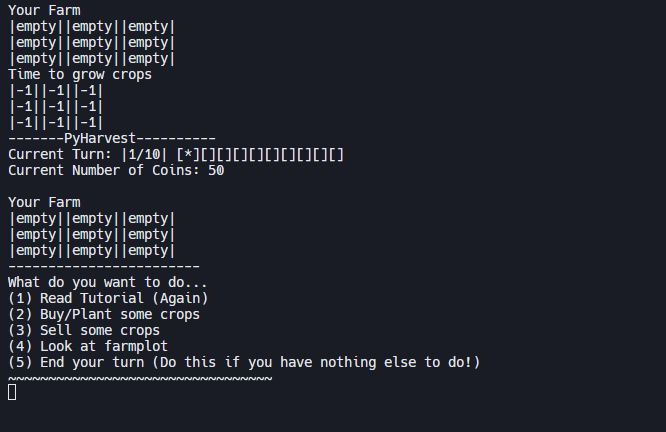 Your Farm
|empty||empty||empty|
|empty||empty||empty|
|empty||empty||empty|
Time to grow crops
|-1||-1||-1|
|-1||-1||-1|
|-1||-1||-1|
-------PyHarvest----------
Current Turn: |1/10| [*][][][][][][][][][]
Current Number of Coins: 50
Your Farm
|empty||empty||empty|
|empty||empty||empty|
|empty||empty||empty|
------------------------
What do you want to do...
(1) Read Tutorial (Again)
(2) Buy/Plant some crops
(3) Sell some crops
(4) Look at farmplot
(5) End your turn (Do this if you have nothing else to do!)
~~~~~~~~~~~~~~~~~~~~~~~~~~~~~~~~~